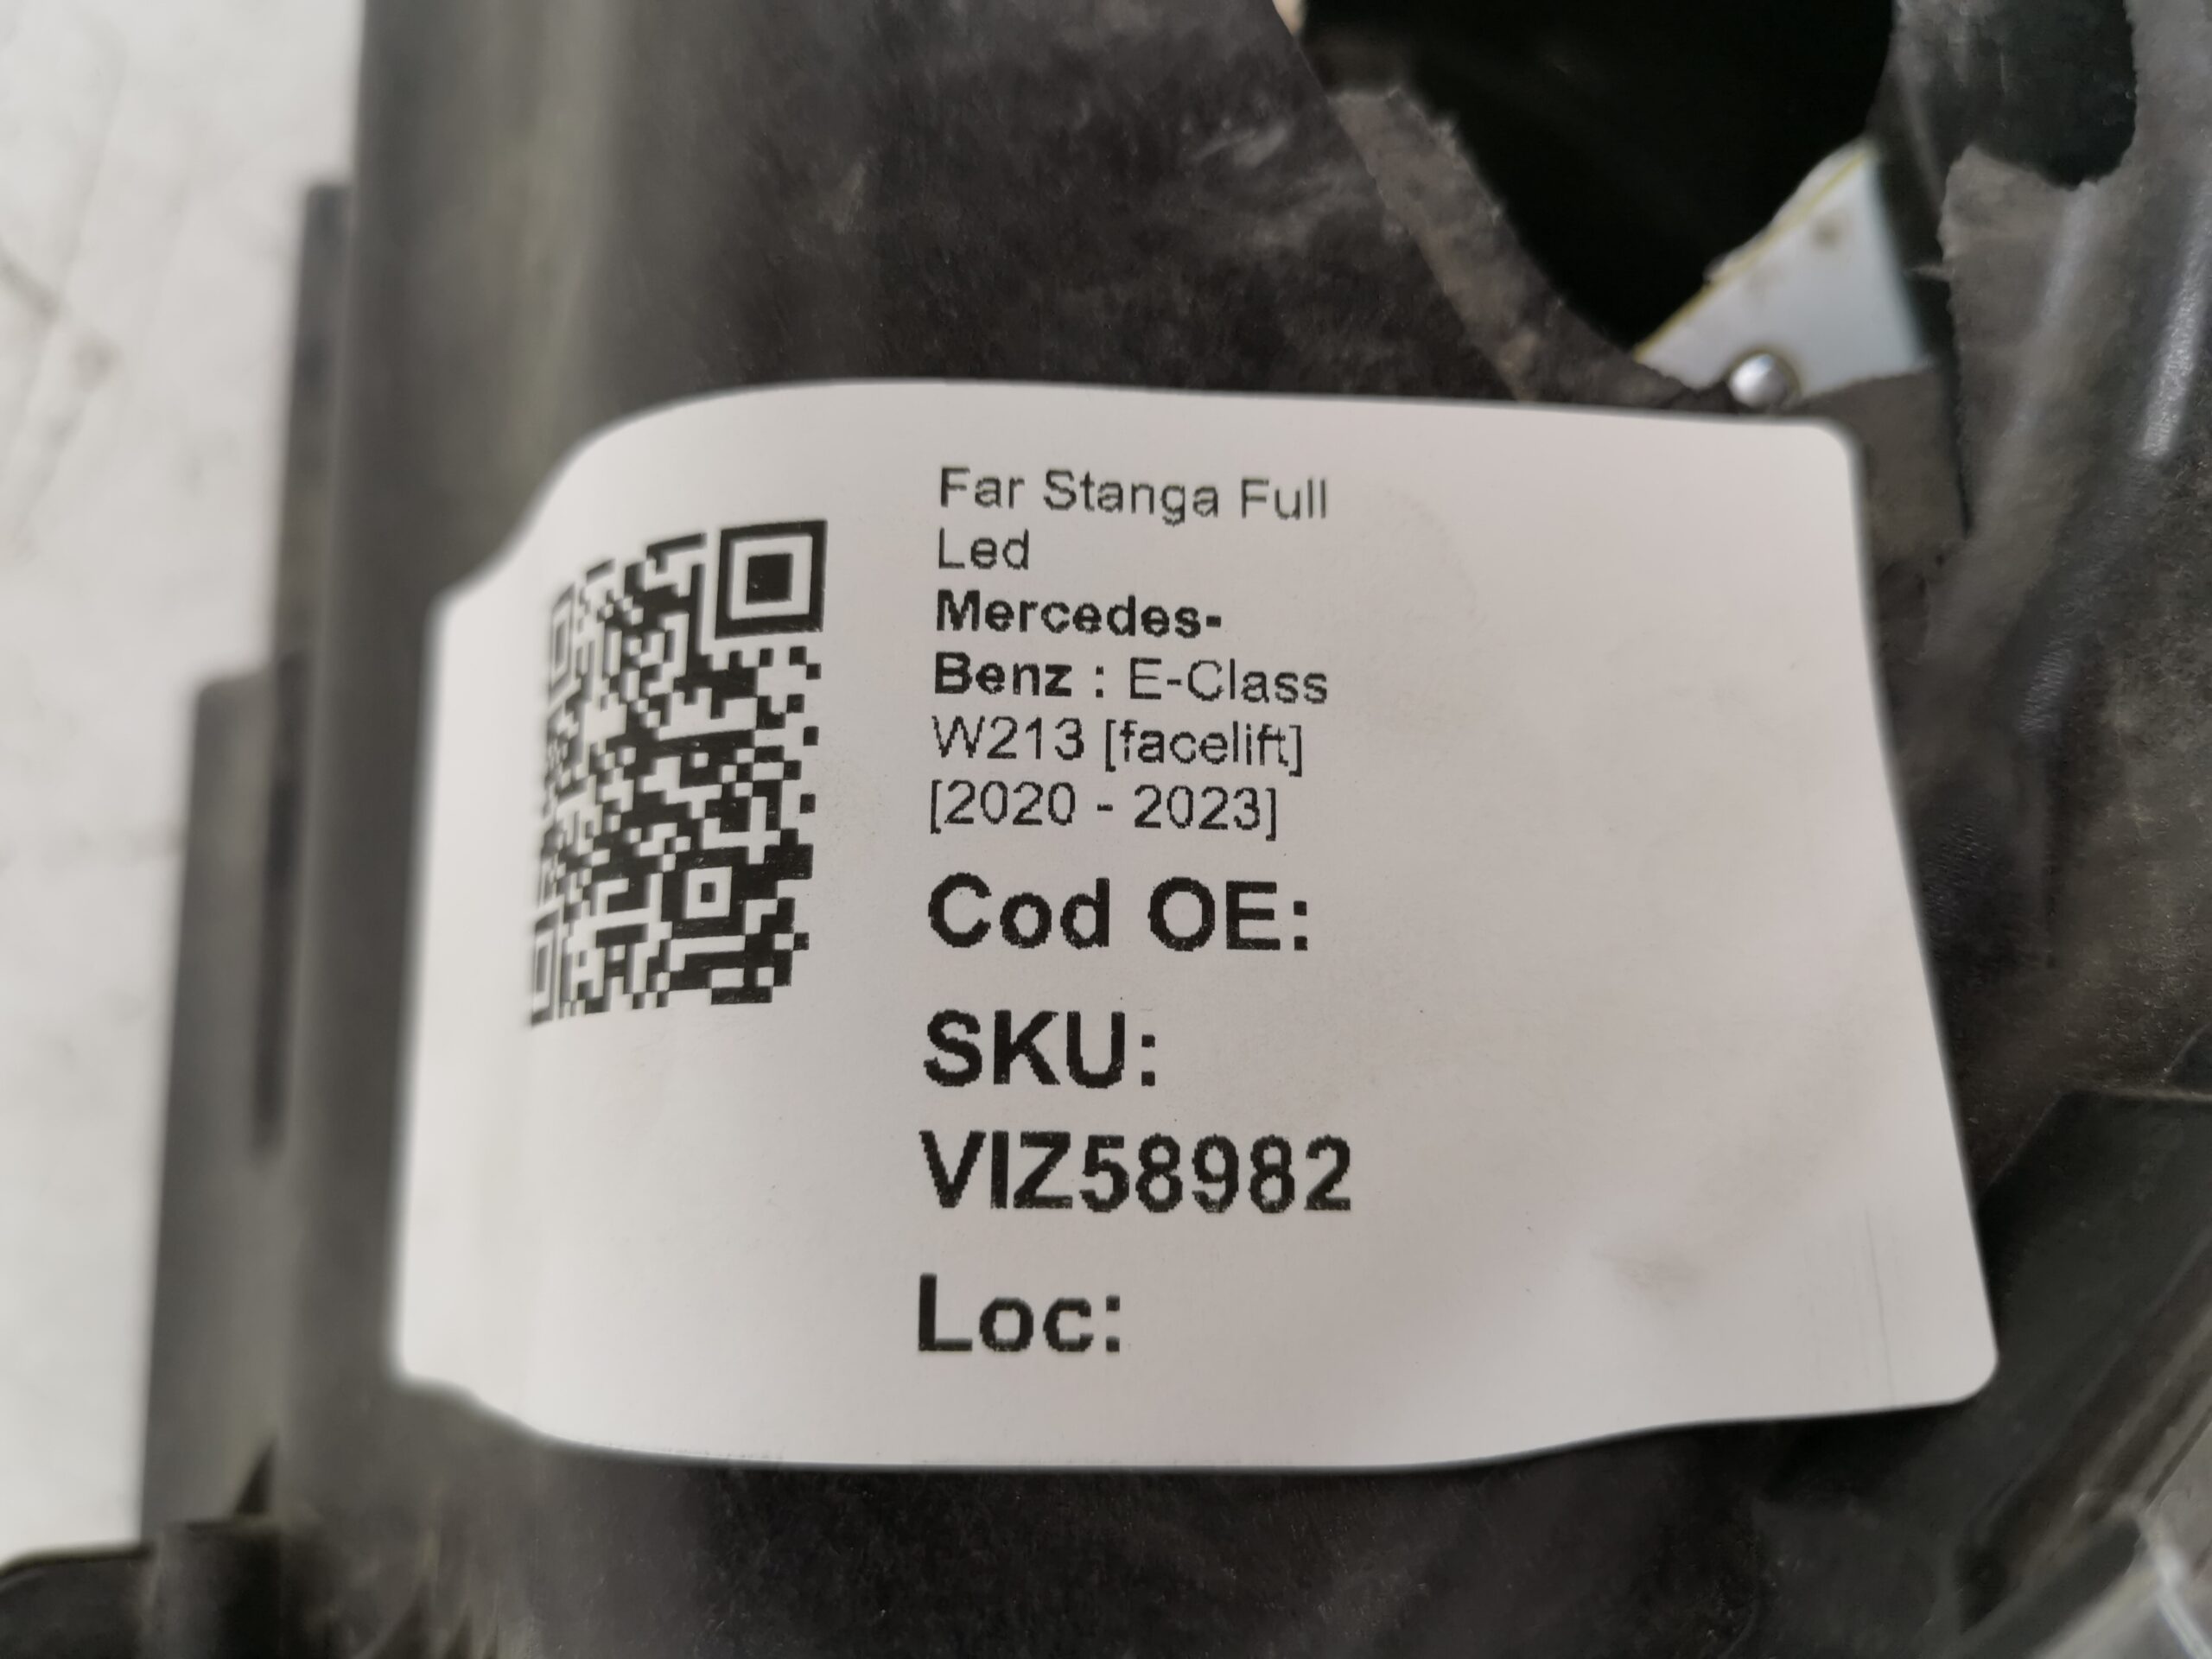 Far Stanga Full
Led
Mercedes-
Benz : E-Class
W213 [facelift]
[2020 - 2023]
Cod OE:
SKU:
VIZ58982
Loc: